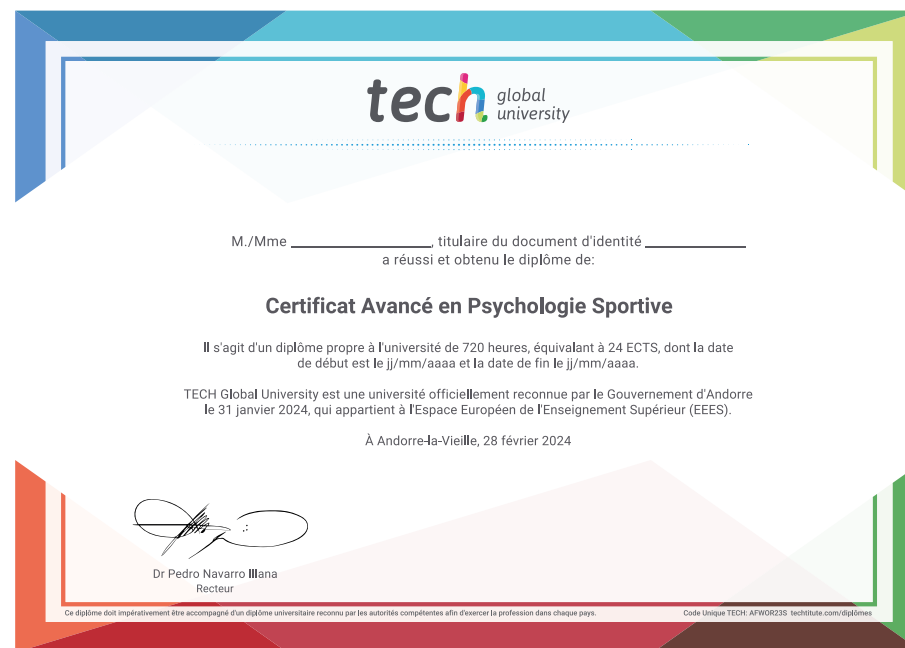 tech global
university
M./Mme ________________, titulaire du document d'identité ____________
a réussi et obtenu le diplôme de:
Certificat Avancé en Psychologie Sportive
Il s'agit d'un diplôme propre à l'université de 720 heures, équivalant à 24 ECTS, dont la date
de début est le jj/mm/aaaa et la date de fin le jj/mm/aaaa.
TECH Global University est une université officiellement reconnue par le Gouvernement d'Andorre
le 31 janvier 2024, qui appartient à l'Espace Européen de l'Enseignement Supérieur (EEES).
À Andorre-la-Vieille, 28 février 2024
Dr Pedro Navarro Illana
Recteur
Ce diplôme doit impérativement être accompagné d'un diplôme universitaire reconnu par les autorités compétentes afin d'exercer la profession dans chaque pays.
Code Unique TECH: AFWOR23S techtitute.com/diplômes